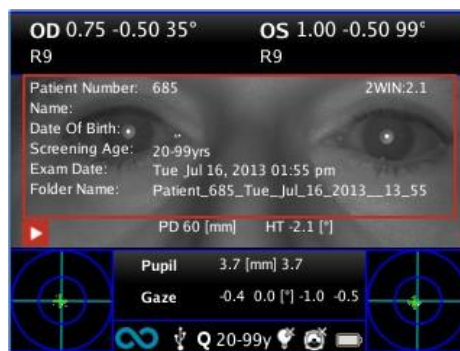 OD 0.75 -0.50 35° OS 1.00 -0.50 99°
R9 R9
Patient Number: 685 2WIN:2.1
Name:
Date Of Birth:
Screening Age: 20-99yrs
Exam Date: Tue Jul 16, 2013 01:55 pm
Folder Name: Patient_685_Tue_Jul_16_2013__13_55
PD 60 [mm] HT -2.1 [°]
Pupil 3.7 [mm] 3.7
Gaze -0.4 0.0 [°] -1.0 -0.5
Q 20-99y